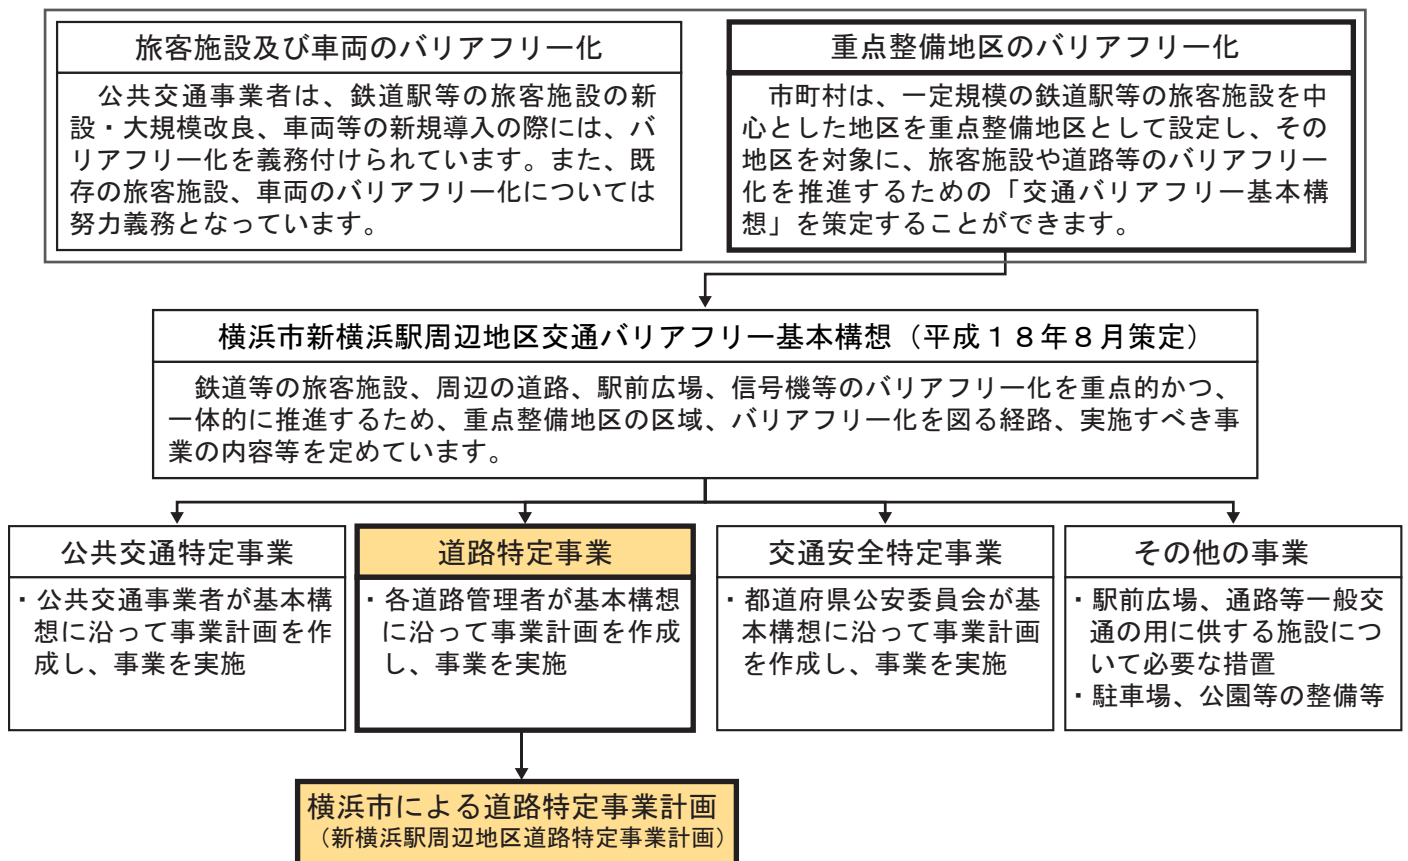 旅客施設及び車両のバリアフリー化
公共交通事業者は、鉄道駅等の旅客施設の新
設・大規模改良、車両等の新規導入の際には、バ
リアフリー化を義務付けられています。また、既
存の旅客施設、車両のバリアフリー化については
努力義務となっています。
重点整備地区のバリアフリー化
市町村は、一定規模の鉄道駅等の旅客施設を中
心とした地区を重点整備地区として設定し、その
地区を対象に、旅客施設や道路等のバリアフリー
化を推進するための「交通バリアフリー基本構
想」を策定することができます。
横浜市新横浜駅周辺地区交通バリアフリー基本構想（平成１８年８月策定）
鉄道等の旅客施設、周辺の道路、駅前広場、信号機等のバリアフリー化を重点的かつ、
一体的に推進するため、重点整備地区の区域、バリアフリー化を図る経路、実施すべき事
業の内容等を定めています。
公共交通特定事業
・公共交通事業者が基本構
想に沿って事業計画を作
成し、事業を実施
道路特定事業
・各道路管理者が基本構想
に沿って事業計画を作成
し、事業を実施
交通安全特定事業
・都道府県公安委員会が基
本構想に沿って事業計画
を作成し、事業を実施
その他の事業
・駅前広場、通路等一般交
通の用に供する施設につ
いて必要な措置
・駐車場、公園等の整備等
横浜市による道路特定事業計画
（新横浜駅周辺地区道路特定事業計画）